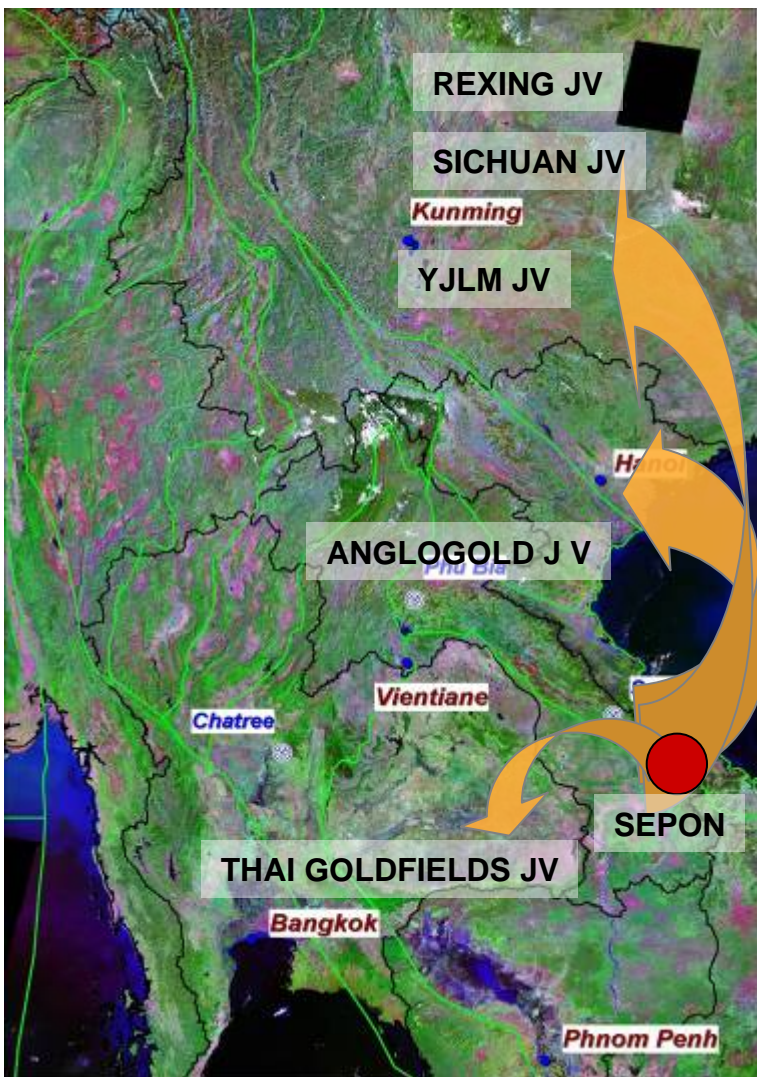 REXING JV
SICHUAN JV
Kunming
YJLM JV
Hanoi
ANGLOGOLD J V
Phu Bia
Vientiane
Chatree
SEPON
THAI GOLDFIELDS JV
Bangkok
Phnom Penh